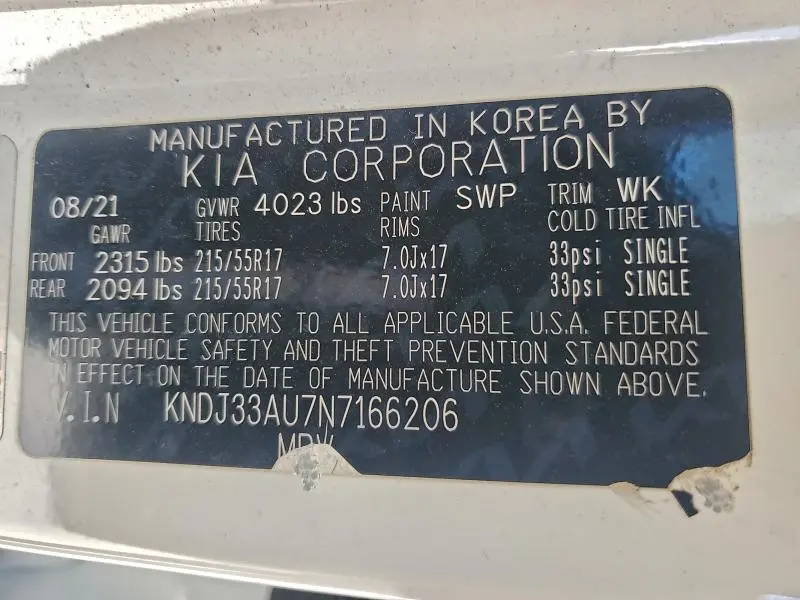 MANUFACTURED IN KOREA BY
KIA CORPORATION
08/21 GVWR 4023 lbs PAINT SWP TRIM WK
GAWR TIRES RIMS COLD TIRE INFL
FRONT 2315 lbs 215/55R17 7.0Jx17 33psi SINGLE
REAR 2094 lbs 215/55R17 7.0Jx17 33psi SINGLE
THIS VEHICLE CONFORMS TO ALL APPLICABLE U.S.A. FEDERAL
MOTOR VEHICLE SAFETY AND THEFT PREVENTION STANDARDS
IN EFFECT ON THE DATE OF MANUFACTURE SHOWN ABOVE.
V.I.N KNDJ33AU7N7166206